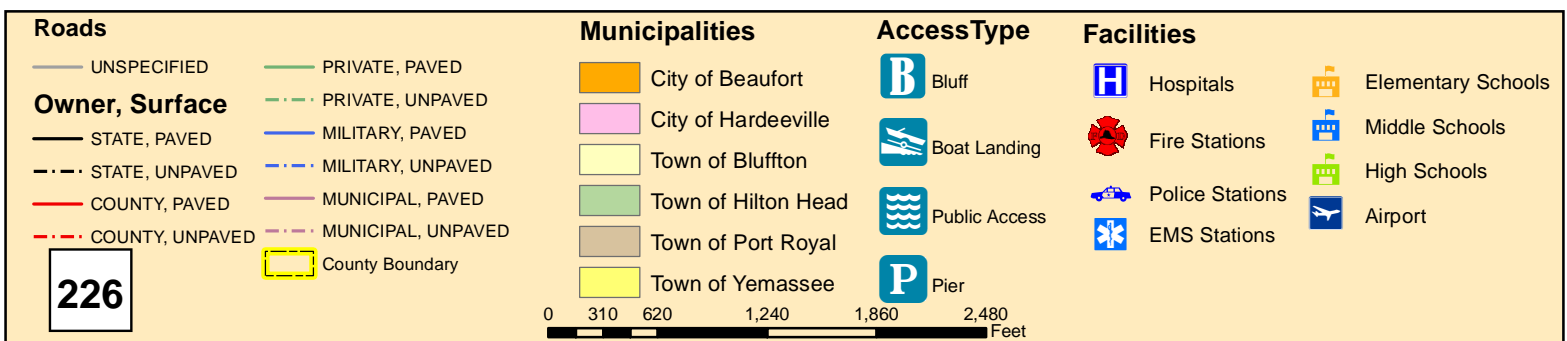 Roads
UNSPECIFIED
Owner, Surface
STATE, PAVED
STATE, UNPAVED
COUNTY, PAVED
COUNTY, UNPAVED
226
PRIVATE, PAVED
PRIVATE, UNPAVED
MILITARY, PAVED
MILITARY, UNPAVED
MUNICIPAL, PAVED
MUNICIPAL, UNPAVED
County Boundary
Municipalities
City of Beaufort
City of Hardeeville
Town of Bluffton
Town of Hilton Head
Town of Port Royal
Town of Yemassee
AccessType
B Bluff
Boat Landing
Public Access
P Pier
Facilities
H Hospitals
Fire Stations
Police Stations
EMS Stations
Elementary Schools
Middle Schools
High Schools
Airport
0 310 620 1,240 1,860 2,480
Feet